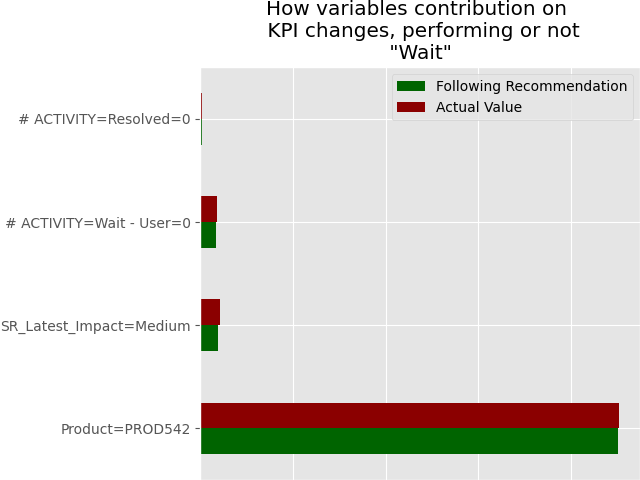 How variables contribution on
KPI changes, performing or not
"Wait"
Following Recommendation
Actual Value
# ACTIVITY=Resolved=0
# ACTIVITY=Wait - User=0
SR_Latest_Impact=Medium
Product=PROD542